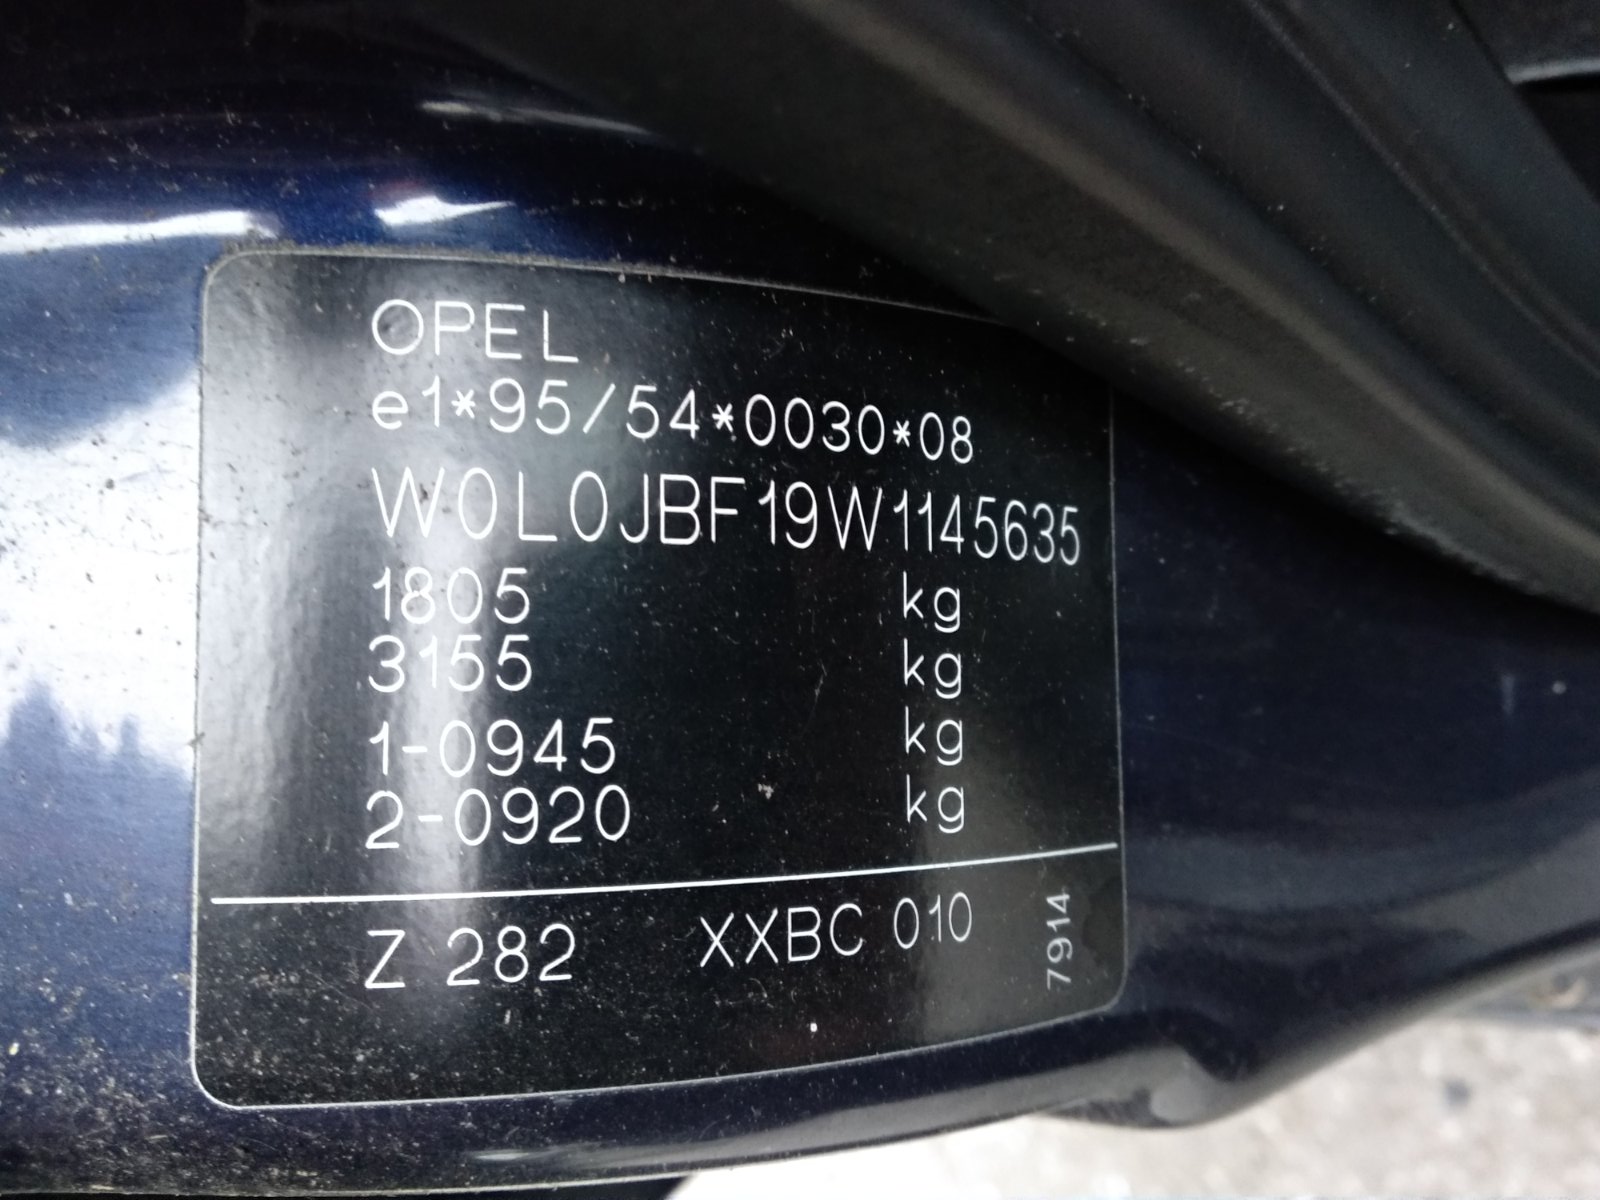 OPEL
e1*95/54*0030*08
W0L0JBF19W1145635
1805 kg
3155 kg
1-0945 kg
2-0920 kg
Z 282 XXBC 010
7914